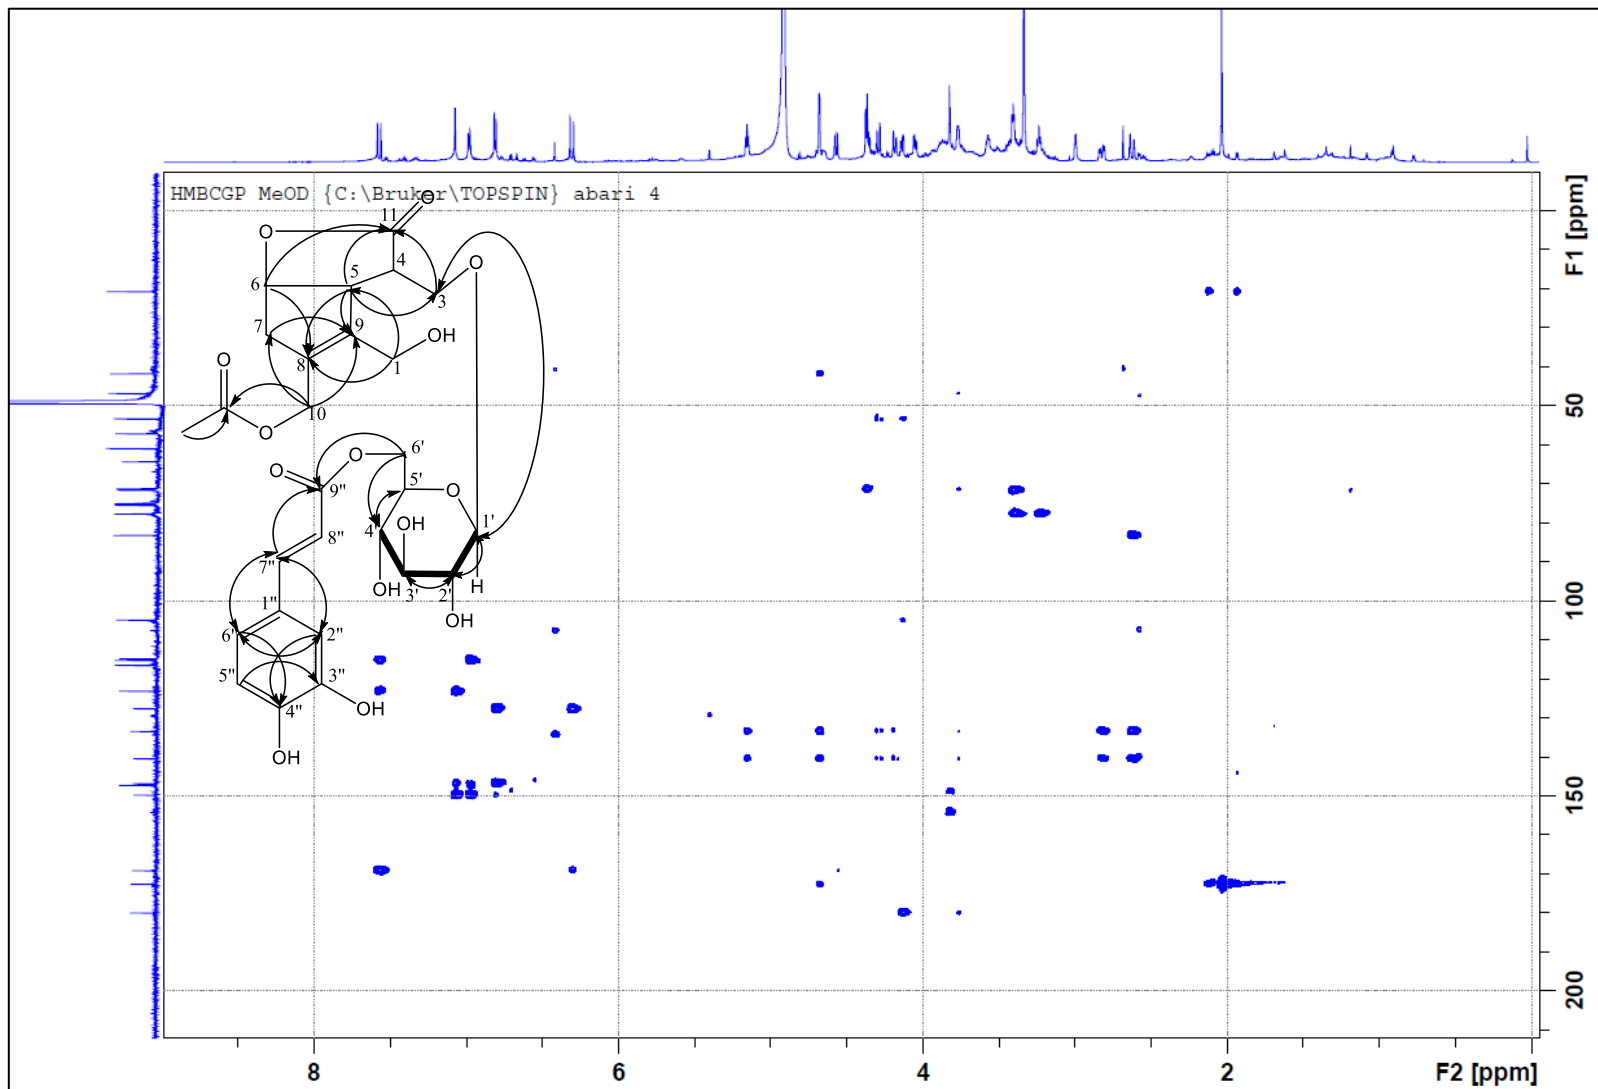 HMBCGP MeOD {C:\Bruker\TOPSPIN} abari 4
O
11
O
4
O
5
6
3
7
9
OH
8
1
O
10
O
6'
O
O
5'
O
9"
OH
1'
4'
8"
7"
OH
3'
2'
H
1"
OH
6'
2"
5"
3"
4"
OH
OH
F1 [ppm]
50
100
150
200
8
6
4
2
F2 [ppm]